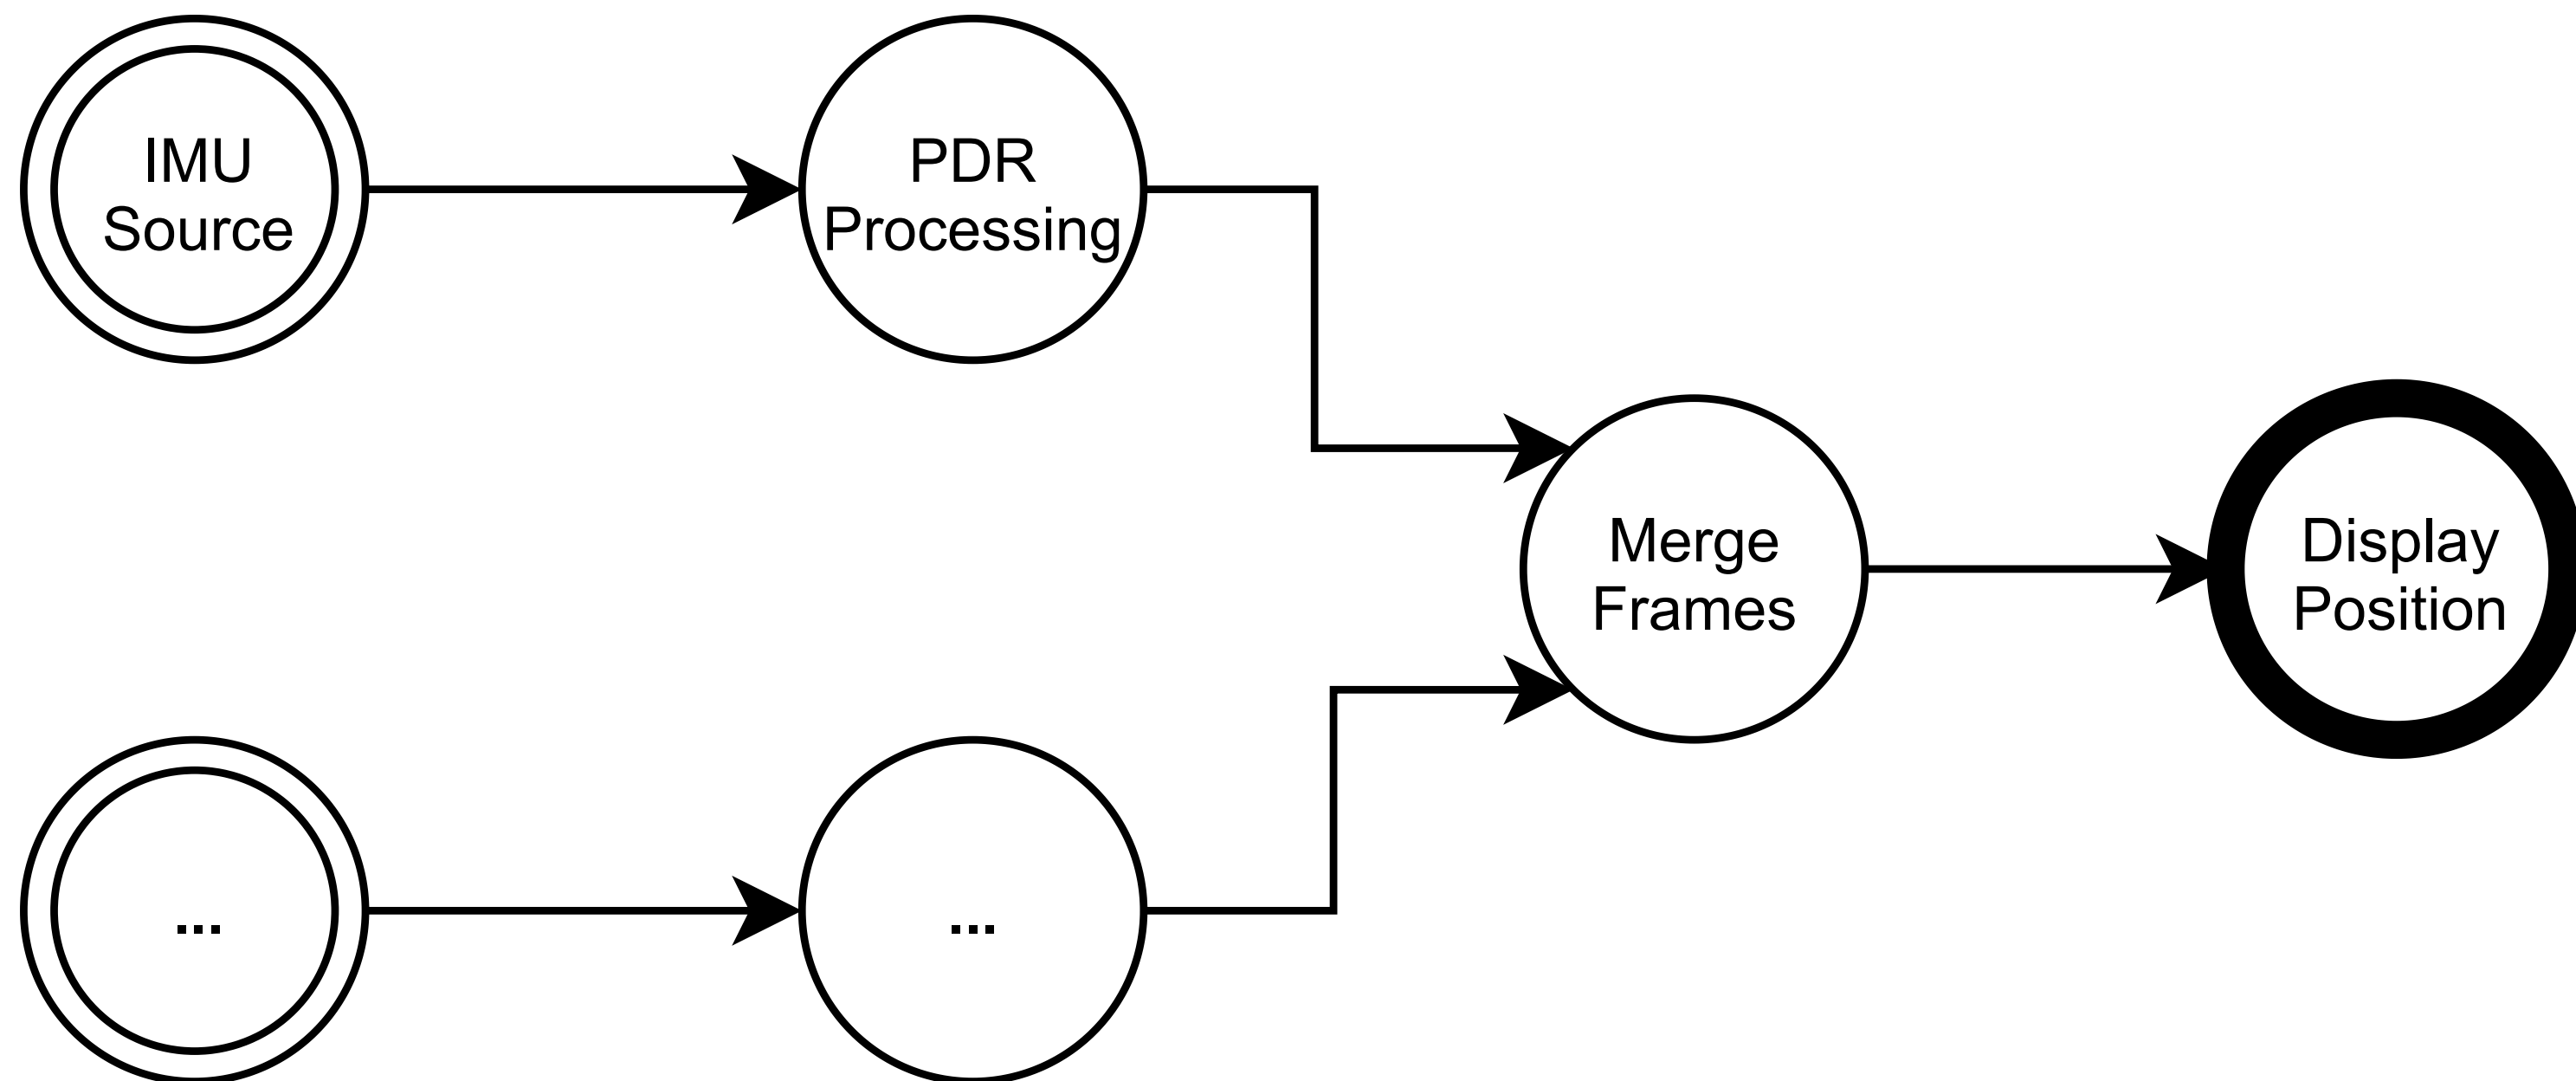 IMU
Source
PDR
Processing
Merge
Frames
Display
Position
...
...